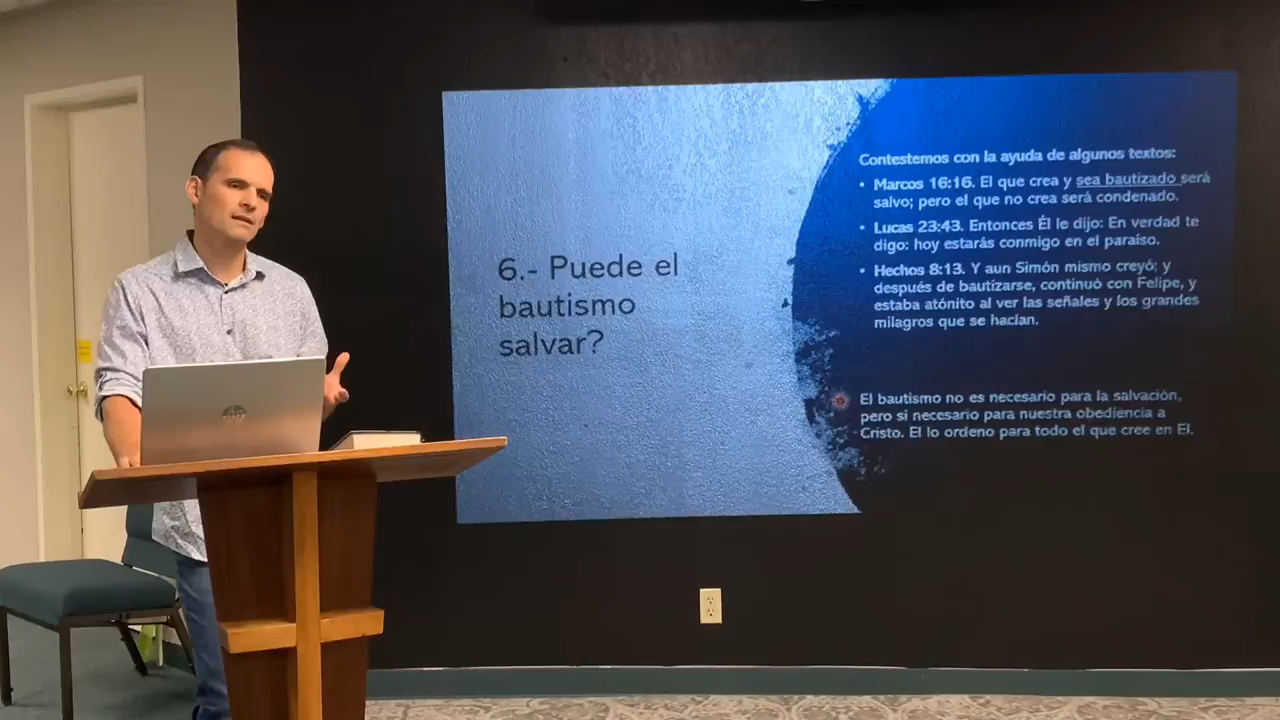 6.- Puede el
bautismo
salvar?
Contestemos con la ayuda de algunos textos:
• Marcos 16:16. El que crea y sea bautizado será
salvo; pero el que no crea será condenado.
• Lucas 23:43. Entonces Él le dijo: En verdad te
digo: hoy estarás conmigo en el paraíso.
• Hechos 8:13. Y aun Simón mismo creyó; y
después de bautizarse, continuó con Felipe, y
estaba atónito al ver las señales y los grandes
milagros que se hacían.
El bautismo no es necesario para la salvación,
pero si necesario para nuestra obediencia a
Cristo. El lo ordeno para todo el que cree en El.
hp